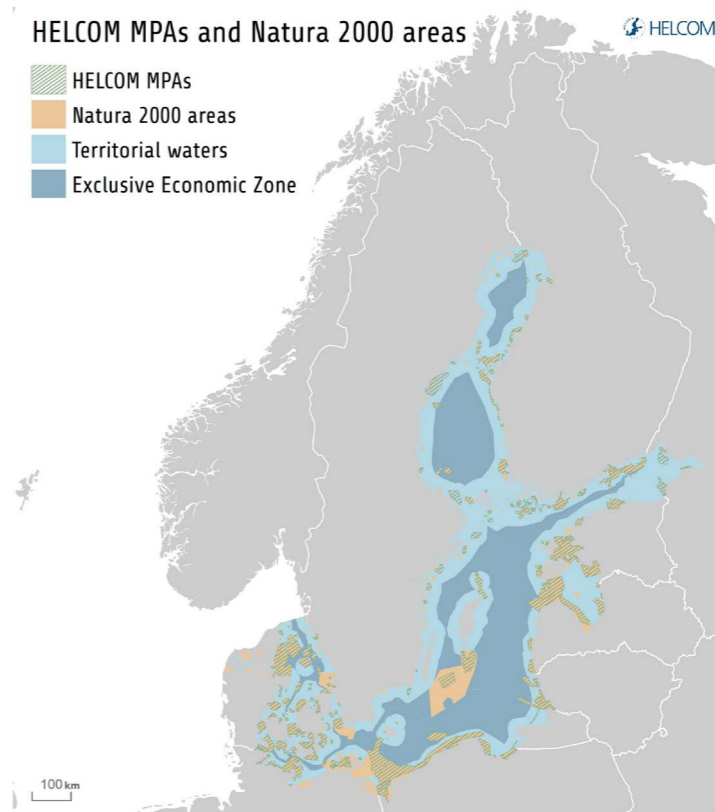 HELCOM MPAs and Natura 2000 areas
HELCOM
HELCOM MPAs
Natura 2000 areas
Territorial waters
Exclusive Economic Zone
100 km